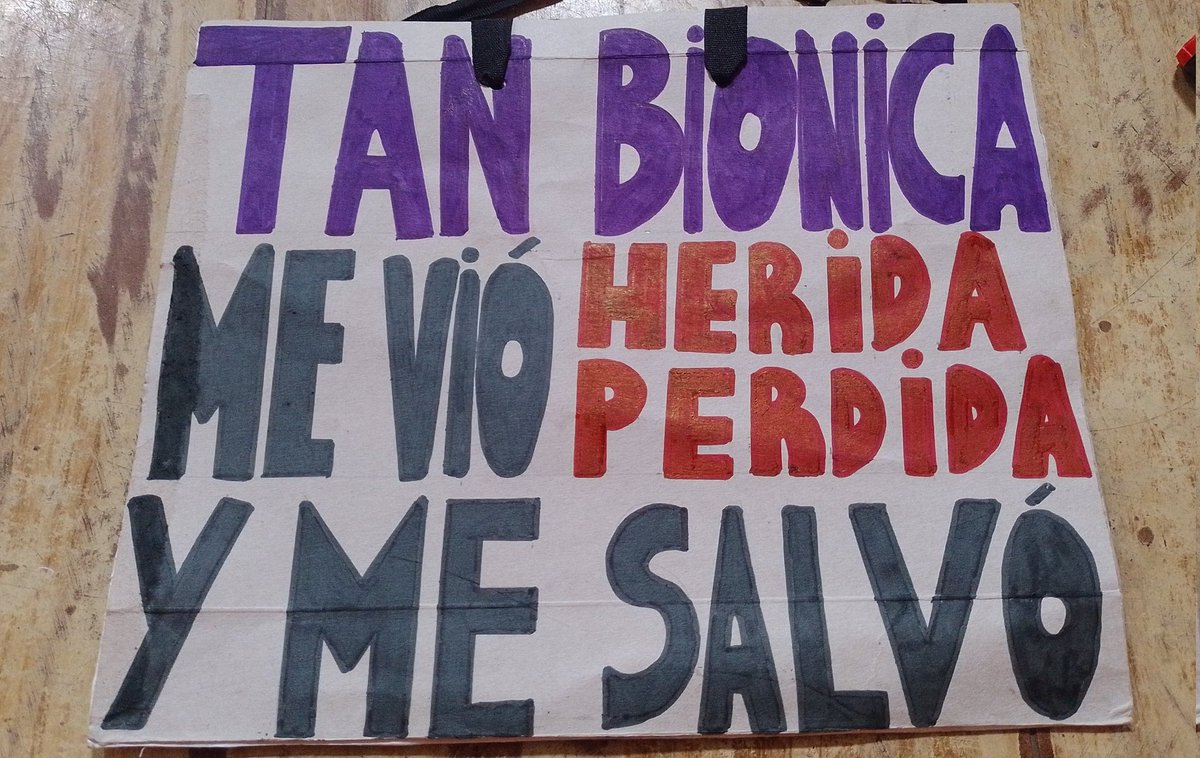 TAN BiONiCA
ME ViÓ HERiDA
PERDiDA
Y ME SALVÓ